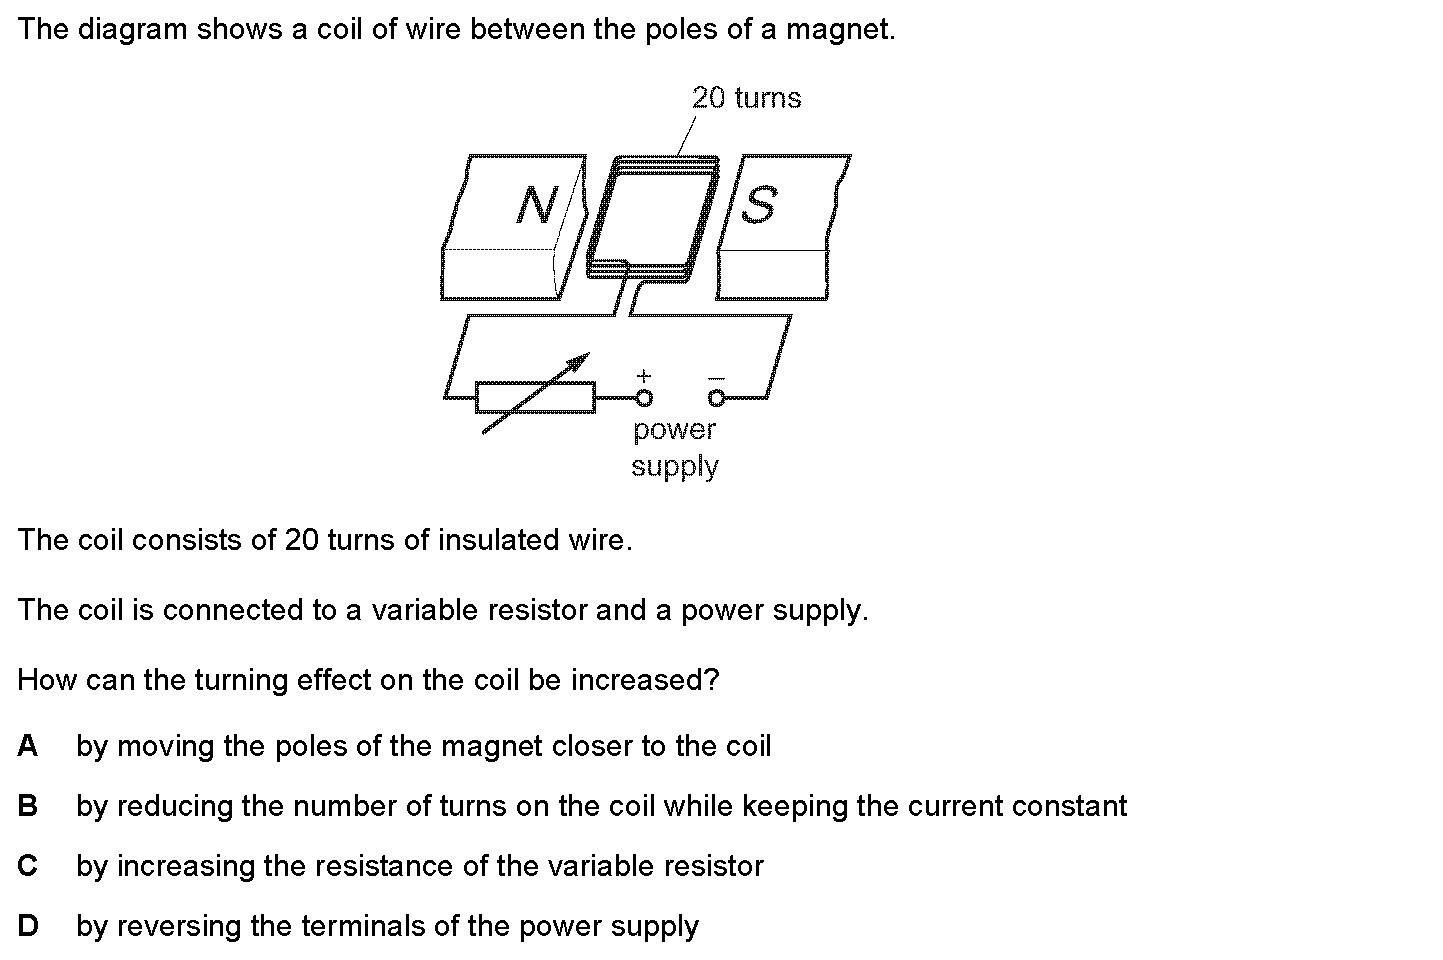 The diagram shows a coil of wire between the poles of a magnet.
20 turns
N
S
+
–
power
supply
The coil consists of 20 turns of insulated wire.
The coil is connected to a variable resistor and a power supply.
How can the turning effect on the coil be increased?
A by moving the poles of the magnet closer to the coil
B by reducing the number of turns on the coil while keeping the current constant
C by increasing the resistance of the variable resistor
D by reversing the terminals of the power supply